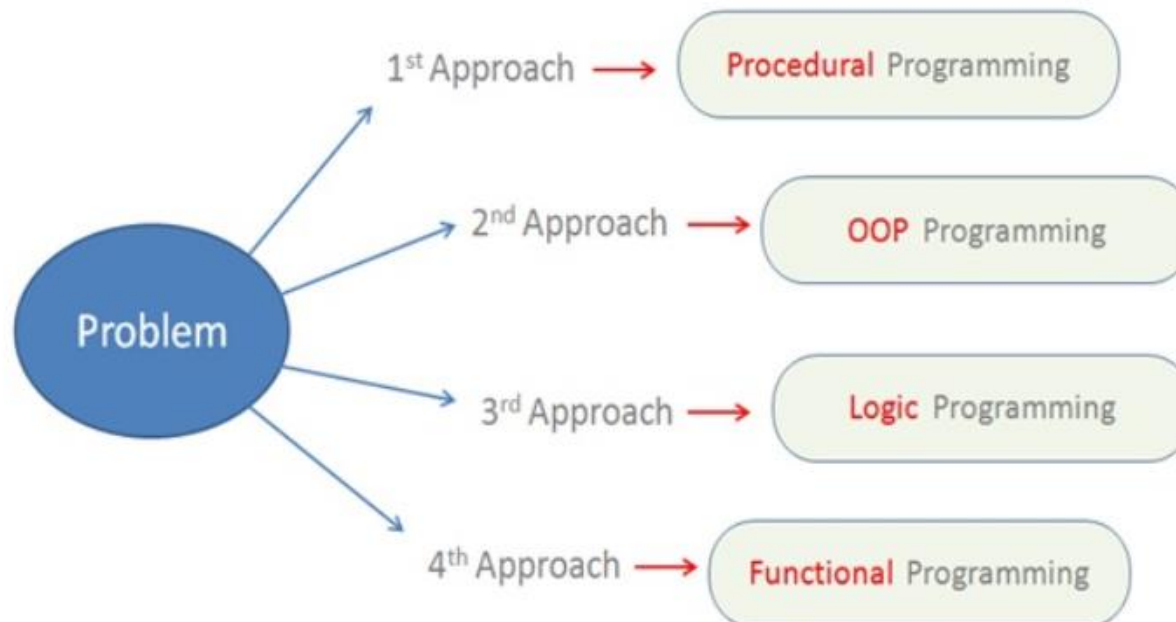 1st Approach
Procedural Programming
2nd Approach
OOP Programming
Problem
3rd Approach
Logic Programming
4th Approach
Functional Programming